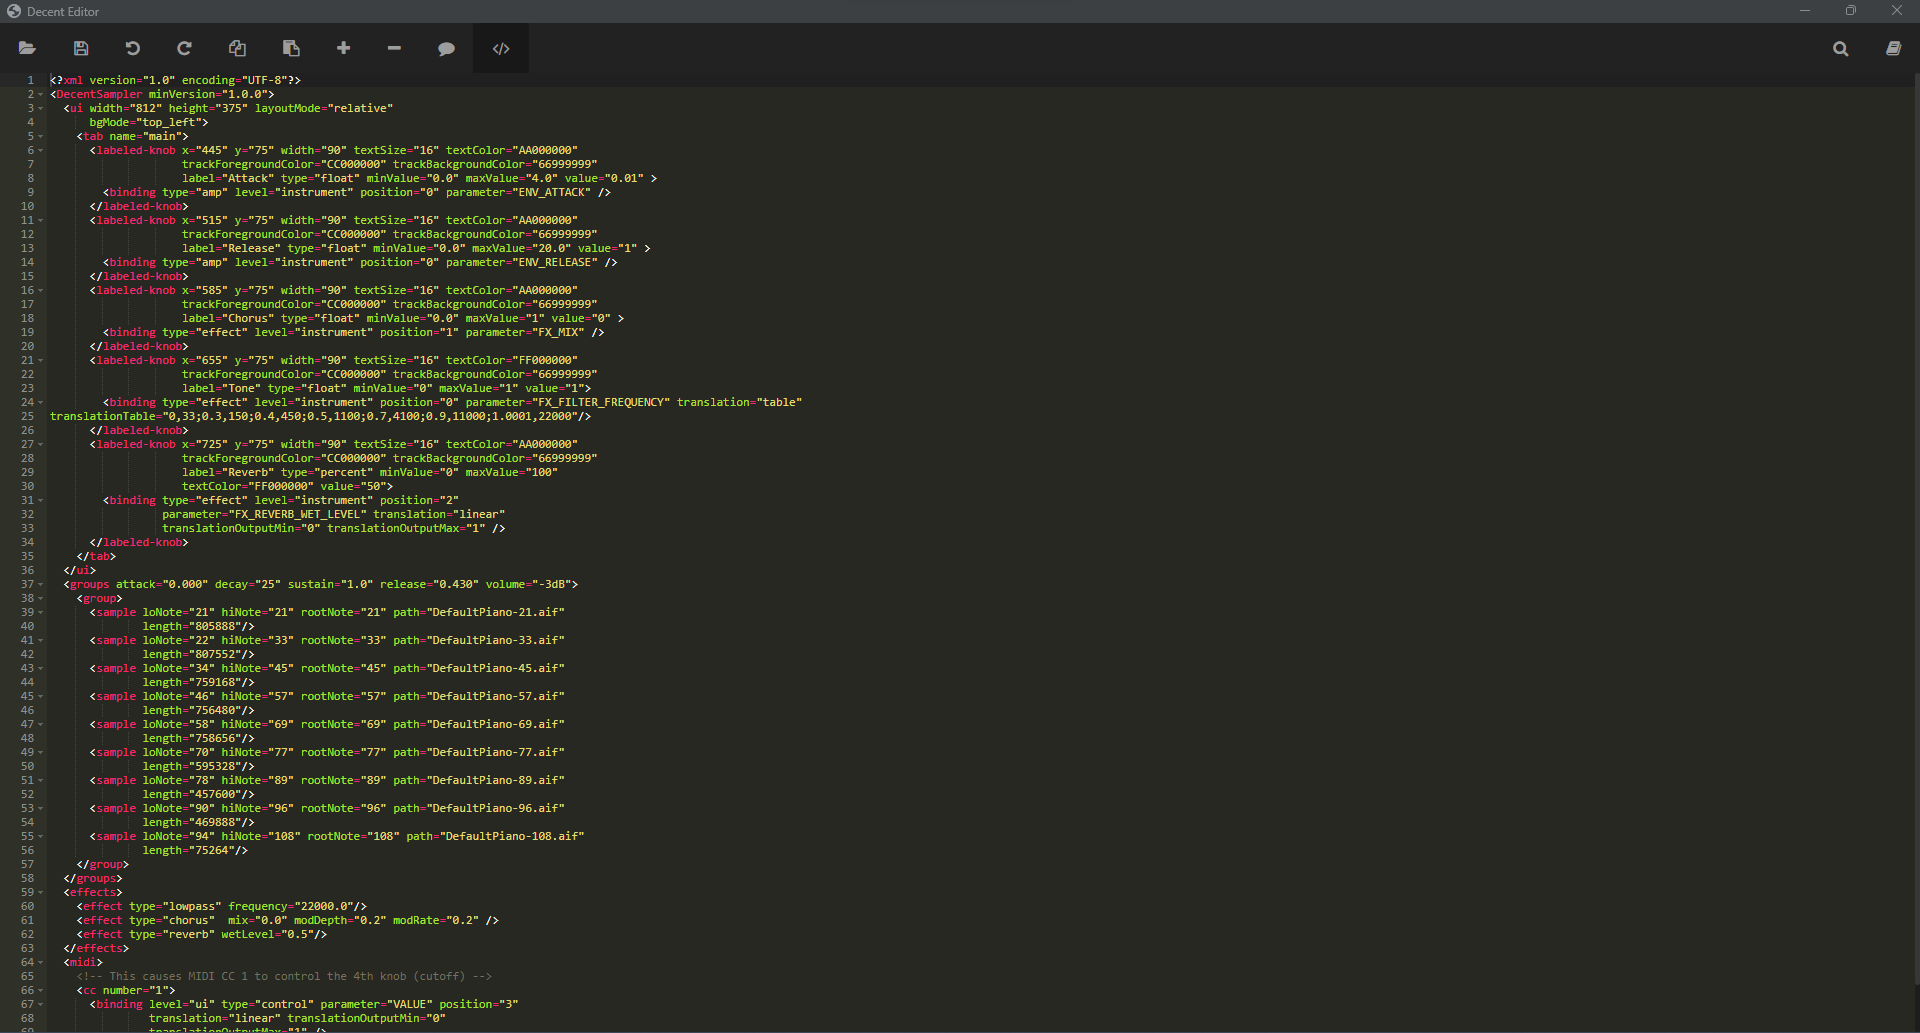 Decent Editor
1 <?xml version="1.0" encoding="UTF-8"?>
2 <DecentSampler minVersion="1.0.0">
3 <ui width="812" height="375" layoutMode="relative"
4 bgMode="top_left">
5 <tab name="main">
6 <labeled-knob x="445" y="75" width="90" textSize="16" textColor="AA000000"
7 trackForegroundColor="CC000000" trackBackgroundColor="66999999"
8 label="Attack" type="float" minValue="0.0" maxValue="4.0" value="0.01" >
9 <binding type="amp" level="instrument" position="0" parameter="ENV_ATTACK" />
10 </labeled-knob>
11 <labeled-knob x="515" y="75" width="90" textSize="16" textColor="AA000000"
12 trackForegroundColor="CC000000" trackBackgroundColor="66999999"
13 label="Release" type="float" minValue="0.0" maxValue="20.0" value="1" >
14 <binding type="amp" level="instrument" position="0" parameter="ENV_RELEASE" />
15 </labeled-knob>
16 <labeled-knob x="585" y="75" width="90" textSize="16" textColor="AA000000"
17 trackForegroundColor="CC000000" trackBackgroundColor="66999999"
18 label="Chorus" type="float" minValue="0.0" maxValue="1" value="0" >
19 <binding type="effect" level="instrument" position="1" parameter="FX_MIX" />
20 </labeled-knob>
21 <labeled-knob x="655" y="75" width="90" textSize="16" textColor="FF000000"
22 trackForegroundColor="CC000000" trackBackgroundColor="66999999"
23 label="Tone" type="float" minValue="0" maxValue="1" value="1">
24 <binding type="effect" level="instrument" position="0" parameter="FX_FILTER_FREQUENCY" translation="table"
25 translationTable="0,33;0.3,150;0.4,450;0.5,1100;0.7,4100;0.9,11000;1.0001,22000"/>
26 </labeled-knob>
27 <labeled-knob x="725" y="75" width="90" textSize="16" textColor="AA000000"
28 trackForegroundColor="CC000000" trackBackgroundColor="66999999"
29 label="Reverb" type="percent" minValue="0" maxValue="100"
30 textColor="FF000000" value="50">
31 <binding type="effect" level="instrument" position="2"
32 parameter="FX_REVERB_WET_LEVEL" translation="linear"
33 translationOutputMin="0" translationOutputMax="1" />
34 </labeled-knob>
35 </tab>
36 </ui>
37 <groups attack="0.000" decay="25" sustain="1.0" release="0.430" volume="-3dB">
38 <group>
39 <sample loNote="21" hiNote="21" rootNote="21" path="DefaultPiano-21.aif"
40 length="805888"/>
41 <sample loNote="22" hiNote="33" rootNote="33" path="DefaultPiano-33.aif"
42 length="807552"/>
43 <sample loNote="34" hiNote="45" rootNote="45" path="DefaultPiano-45.aif"
44 length="759168"/>
45 <sample loNote="46" hiNote="57" rootNote="57" path="DefaultPiano-57.aif"
46 length="756480"/>
47 <sample loNote="58" hiNote="69" rootNote="69" path="DefaultPiano-69.aif"
48 length="758656"/>
49 <sample loNote="70" hiNote="77" rootNote="77" path="DefaultPiano-77.aif"
50 length="595328"/>
51 <sample loNote="78" hiNote="89" rootNote="89" path="DefaultPiano-89.aif"
52 length="457600"/>
53 <sample loNote="90" hiNote="96" rootNote="96" path="DefaultPiano-96.aif"
54 length="469888"/>
55 <sample loNote="94" hiNote="108" rootNote="108" path="DefaultPiano-108.aif"
56 length="75264"/>
57 </group>
58 </groups>
59 <effects>
60 <effect type="lowpass" frequency="22000.0"/>
61 <effect type="chorus"  mix="0.0" modDepth="0.2" modRate="0.2" />
62 <effect type="reverb" wetLevel="0.5"/>
63 </effects>
64 <midi>
65 <!-- This causes MIDI CC 1 to control the 4th knob (cutoff) -->
66 <cc number="1">
67 <binding level="ui" type="control" parameter="VALUE" position="3"
68 translation="linear" translationOutputMin="0"
69 translationOutputMax="1" />